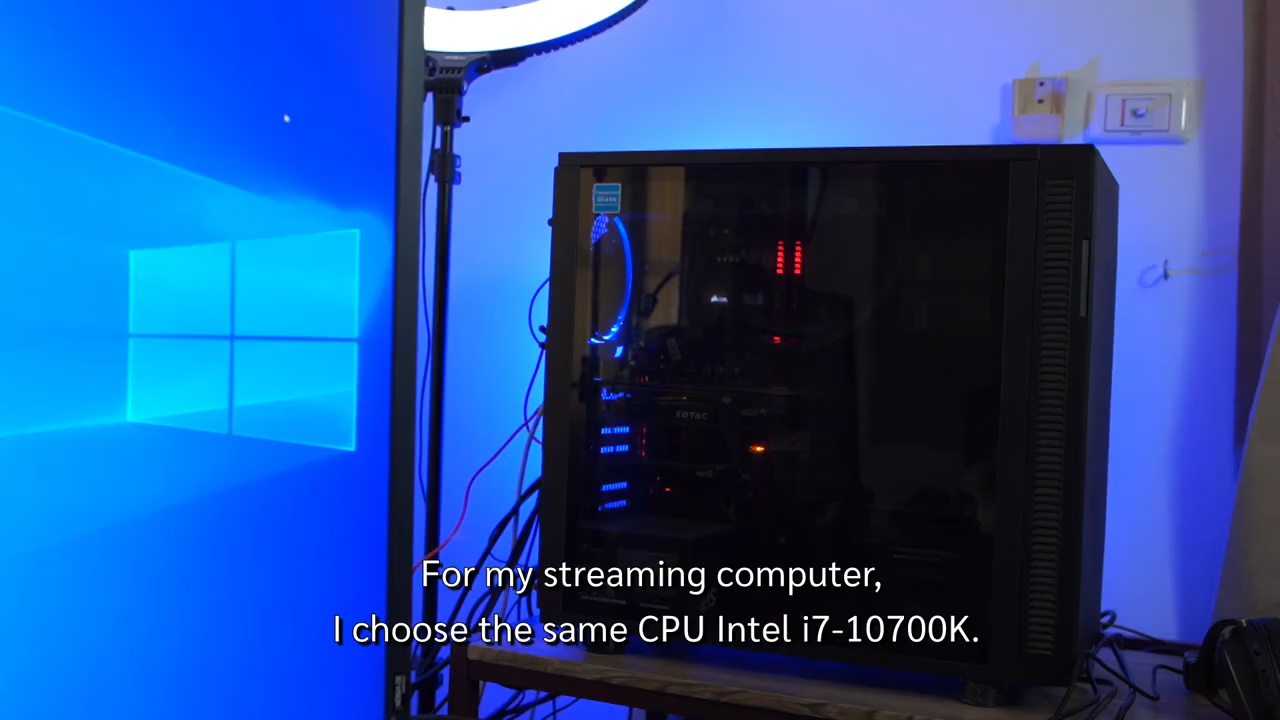 Glass
ZOTAC
For my streaming computer,
I choose the same CPU Intel i7-10700K.